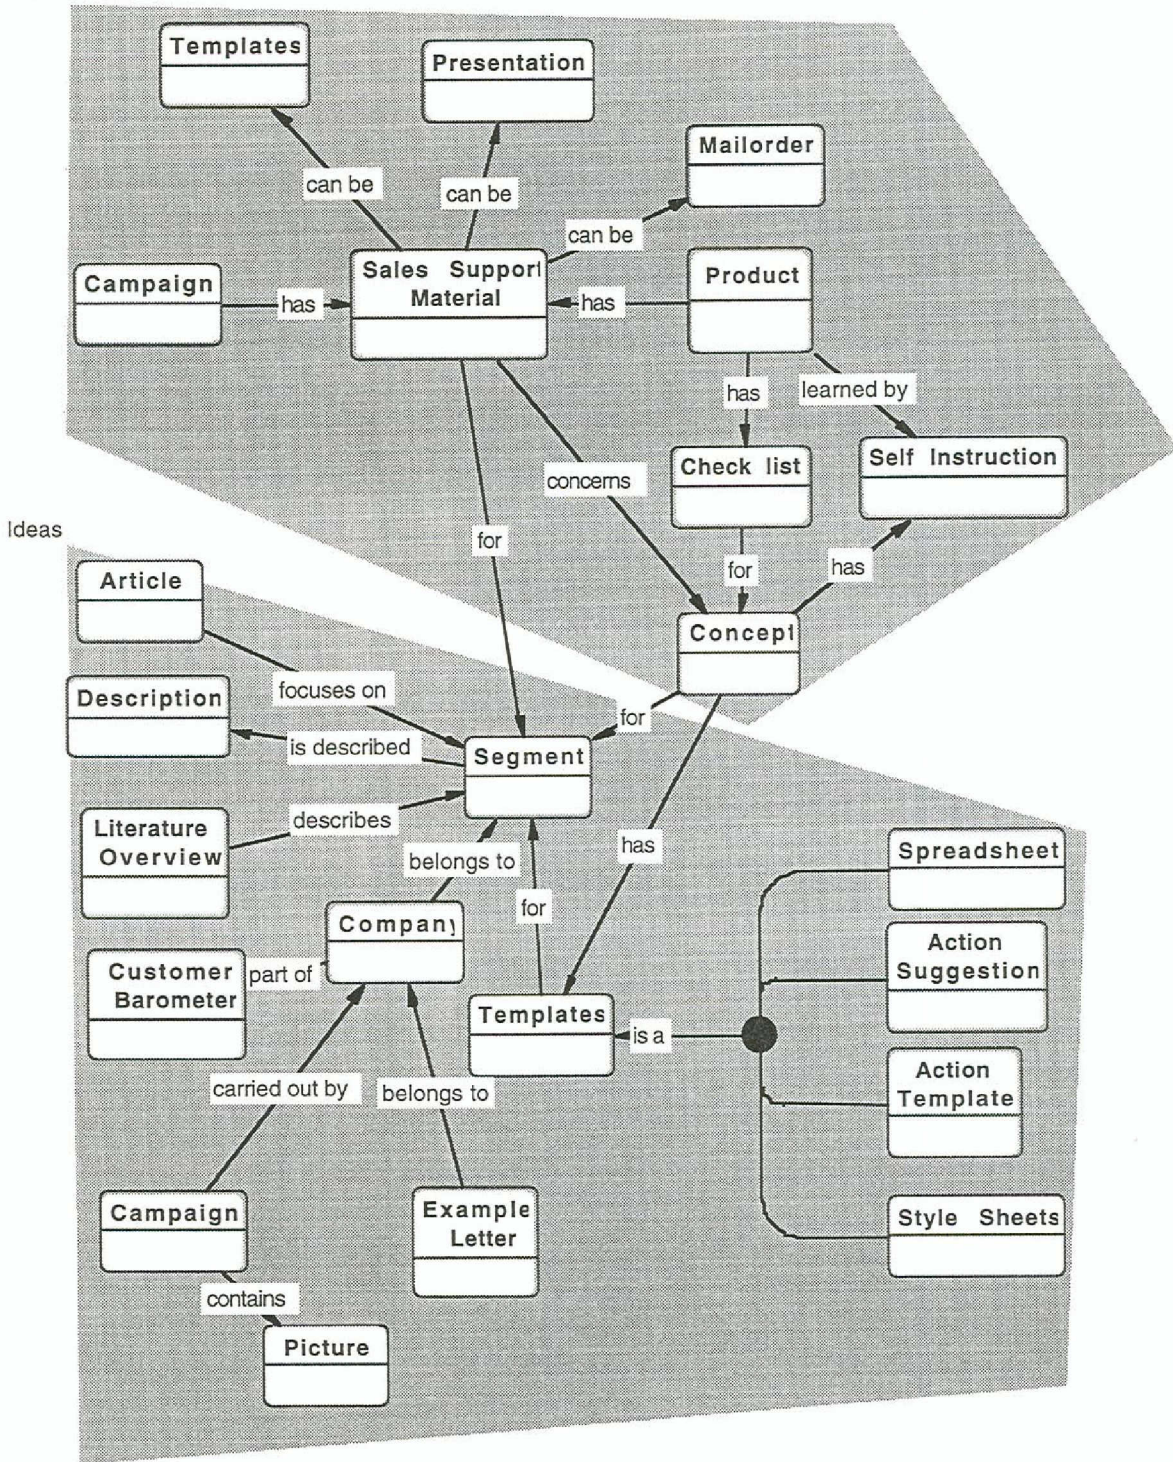 Templates
Presentation
Mailorder
can be
can be
can be
Campaign
has
Sales Support
Material
has
Product
has
learned by
Check list
Self Instruction
concerns
for
for
has
Ideas
Article
Concept
focuses on
Description
is described
for
Segment
Literature
Overview
describes
belongs to
has
Spreadsheet
for
Company
Customer
Barometer
part of
Action
Suggestion
Templates
is a
Action
Template
carried out by
belongs to
Campaign
Example
Letter
Style Sheets
contains
Picture